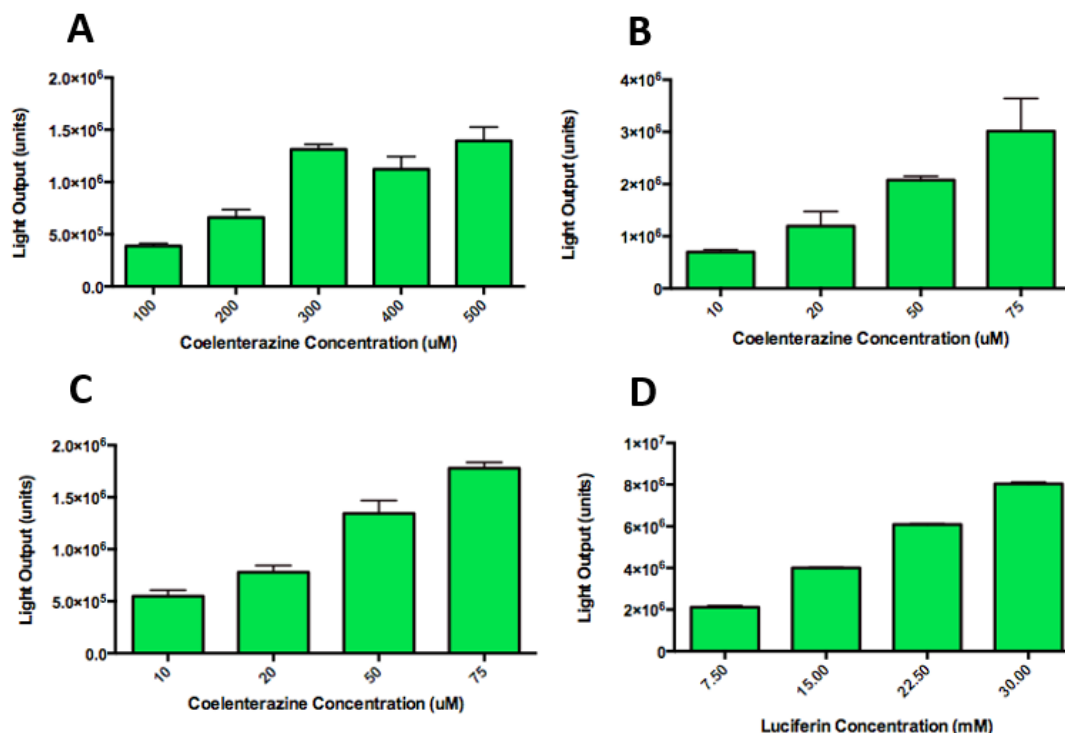 A
Light Output (units)
2.0×10⁶
1.5×10⁶
1.0×10⁶
5.0×10⁵
0.0
100 200 300 400 500
Coelenterazine Concentration (uM)
B
Light Output (units)
4×10⁶
3×10⁶
2×10⁶
1×10⁶
0
10 20 50 75
Coelenterazine Concentration (uM)
C
Light Output (units)
2.0×10⁶
1.5×10⁶
1.0×10⁶
5.0×10⁵
0.0
10 20 50 75
Coelenterazine Concentration (uM)
D
Light Output (units)
1×10⁷
8×10⁶
6×10⁶
4×10⁶
2×10⁶
0
7.50 15.00 22.50 30.00
Luciferin Concentration (mM)